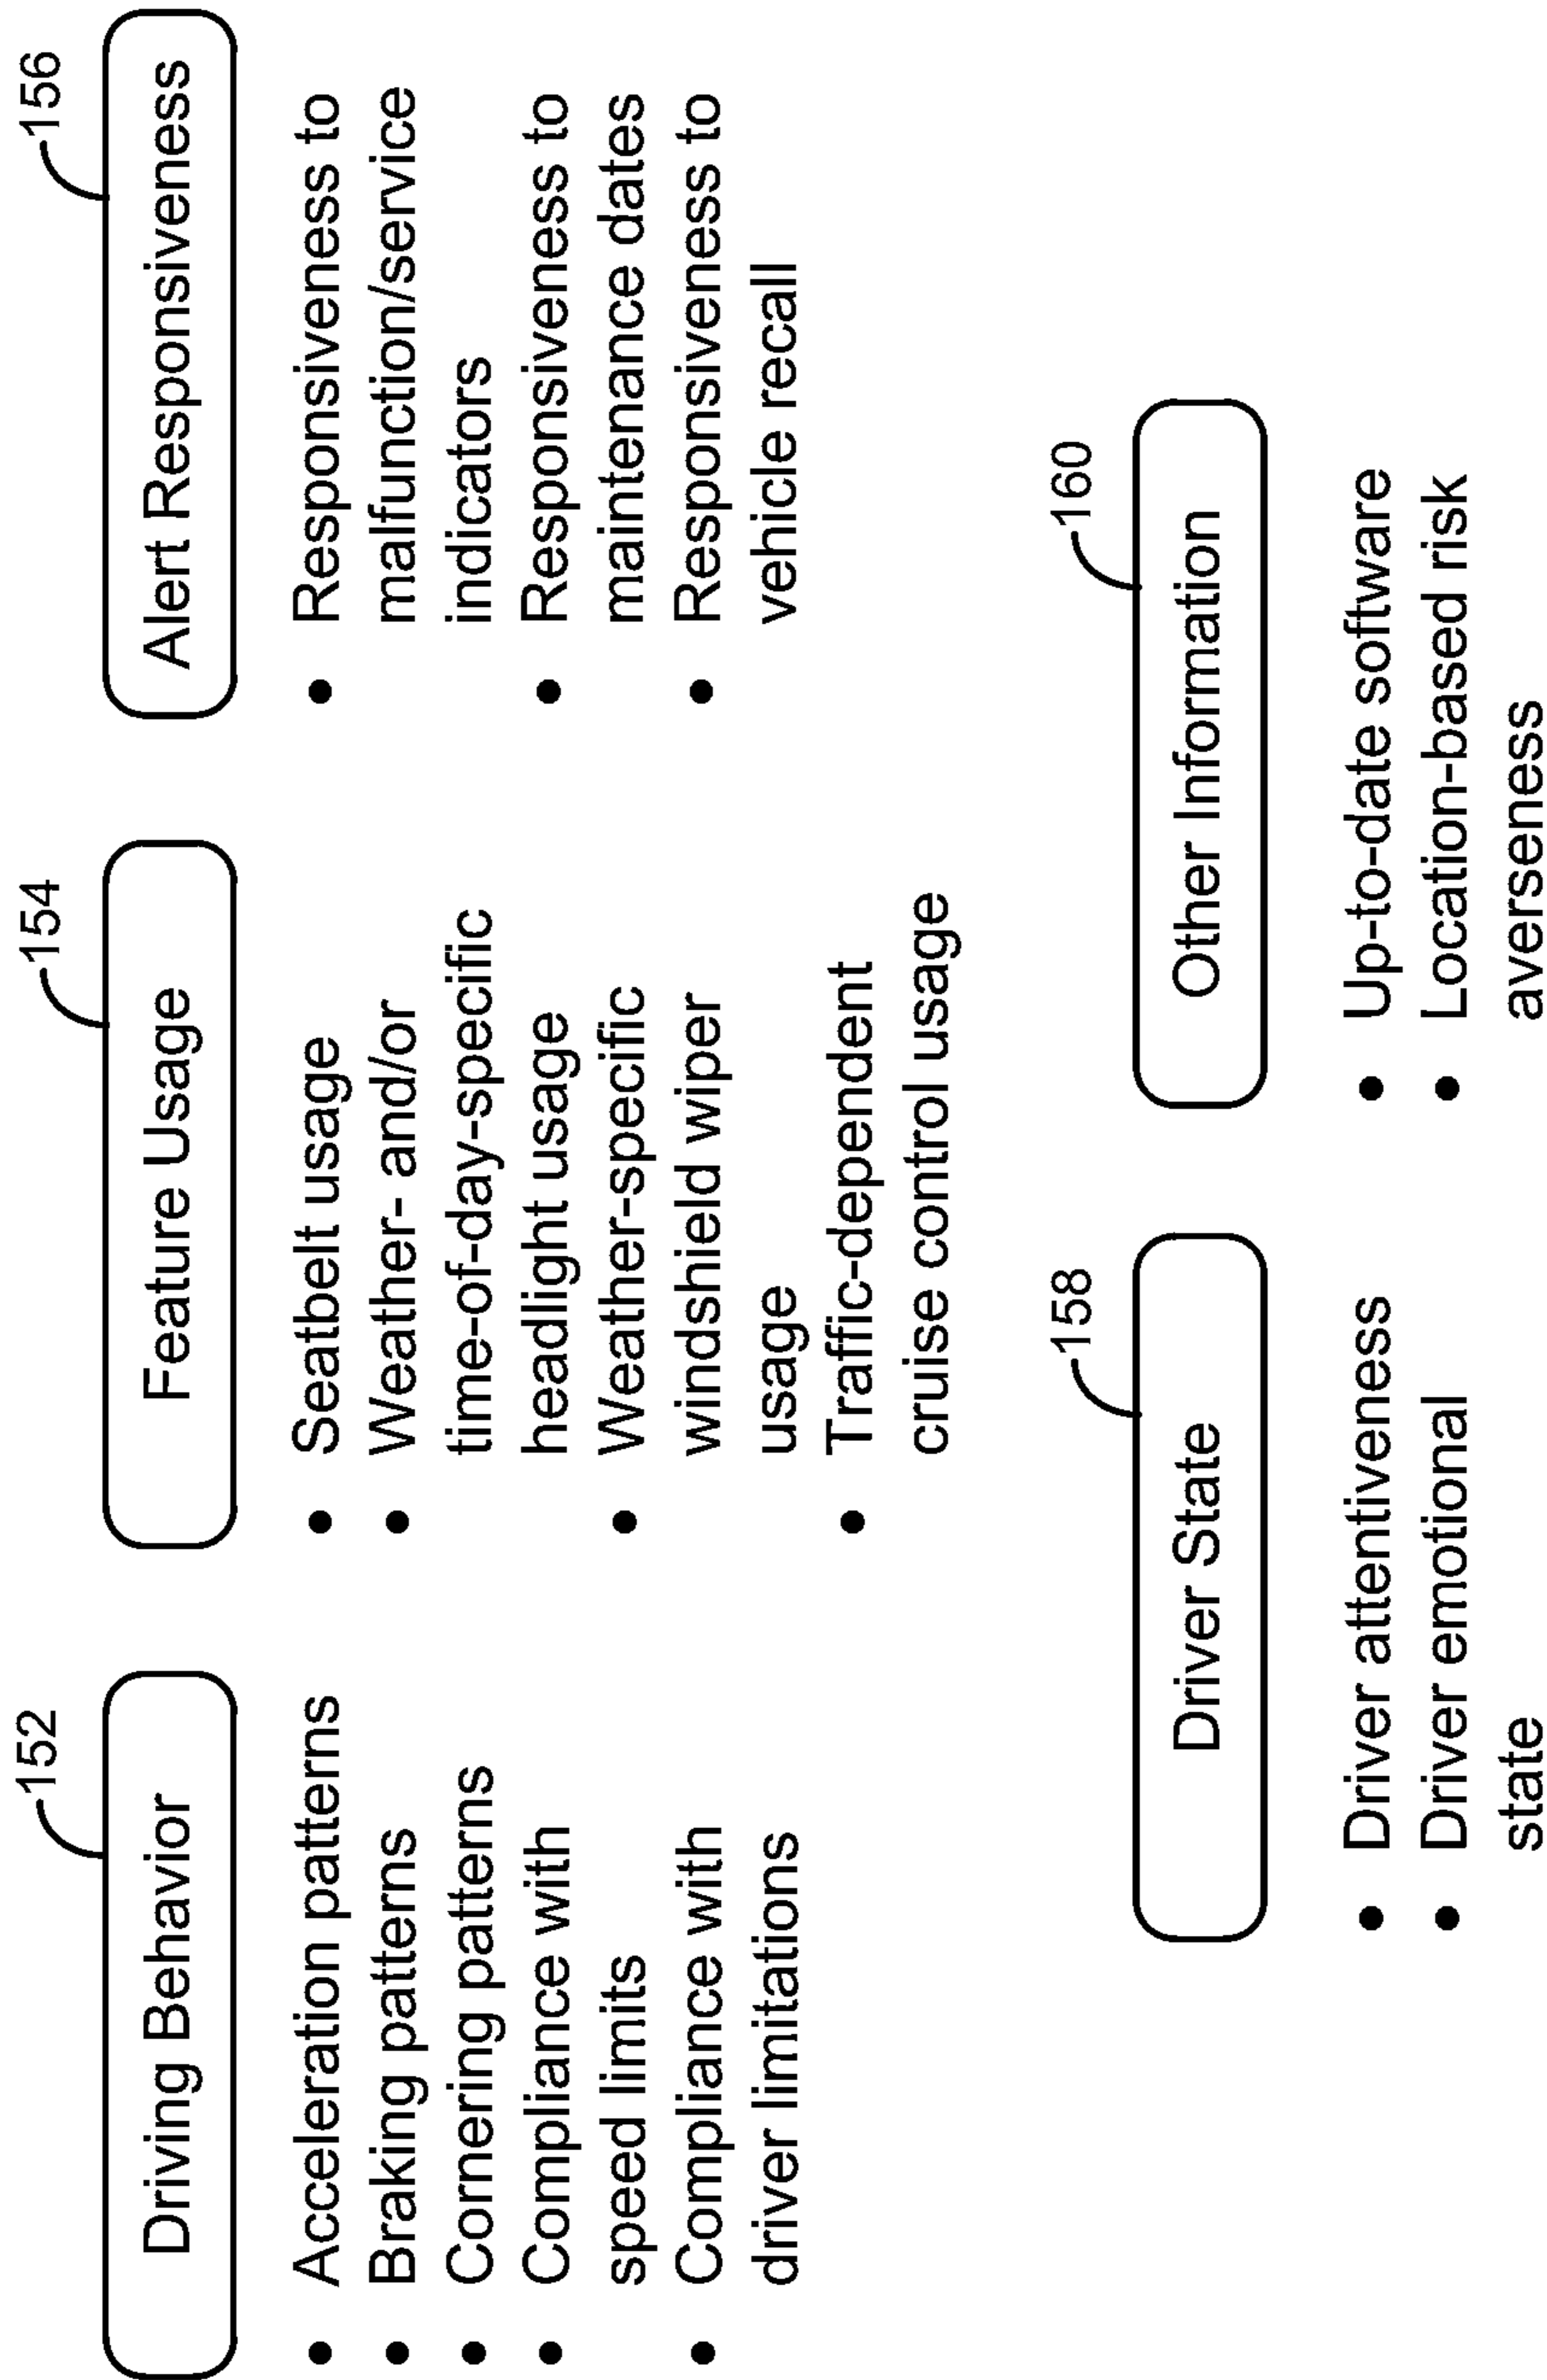 152
Driving Behavior
• Acceleration patterns
• Braking patterns
• Cornering patterns
• Compliance with
speed limits
• Compliance with
driver limitations
154
Feature Usage
• Seatbelt usage
• Weather- and/or
time-of-day-specific
headlight usage
• Weather-specific
windshield wiper
usage
• Traffic-dependent
cruise control usage
156
Alert Responsiveness
• Responsiveness to
malfunction/service
indicators
• Responsiveness to
maintenance dates
• Responsiveness to
vehicle recall
158
Driver State
• Driver attentiveness
• Driver emotional
state
160
Other Information
• Up-to-date software
• Location-based risk
averseness